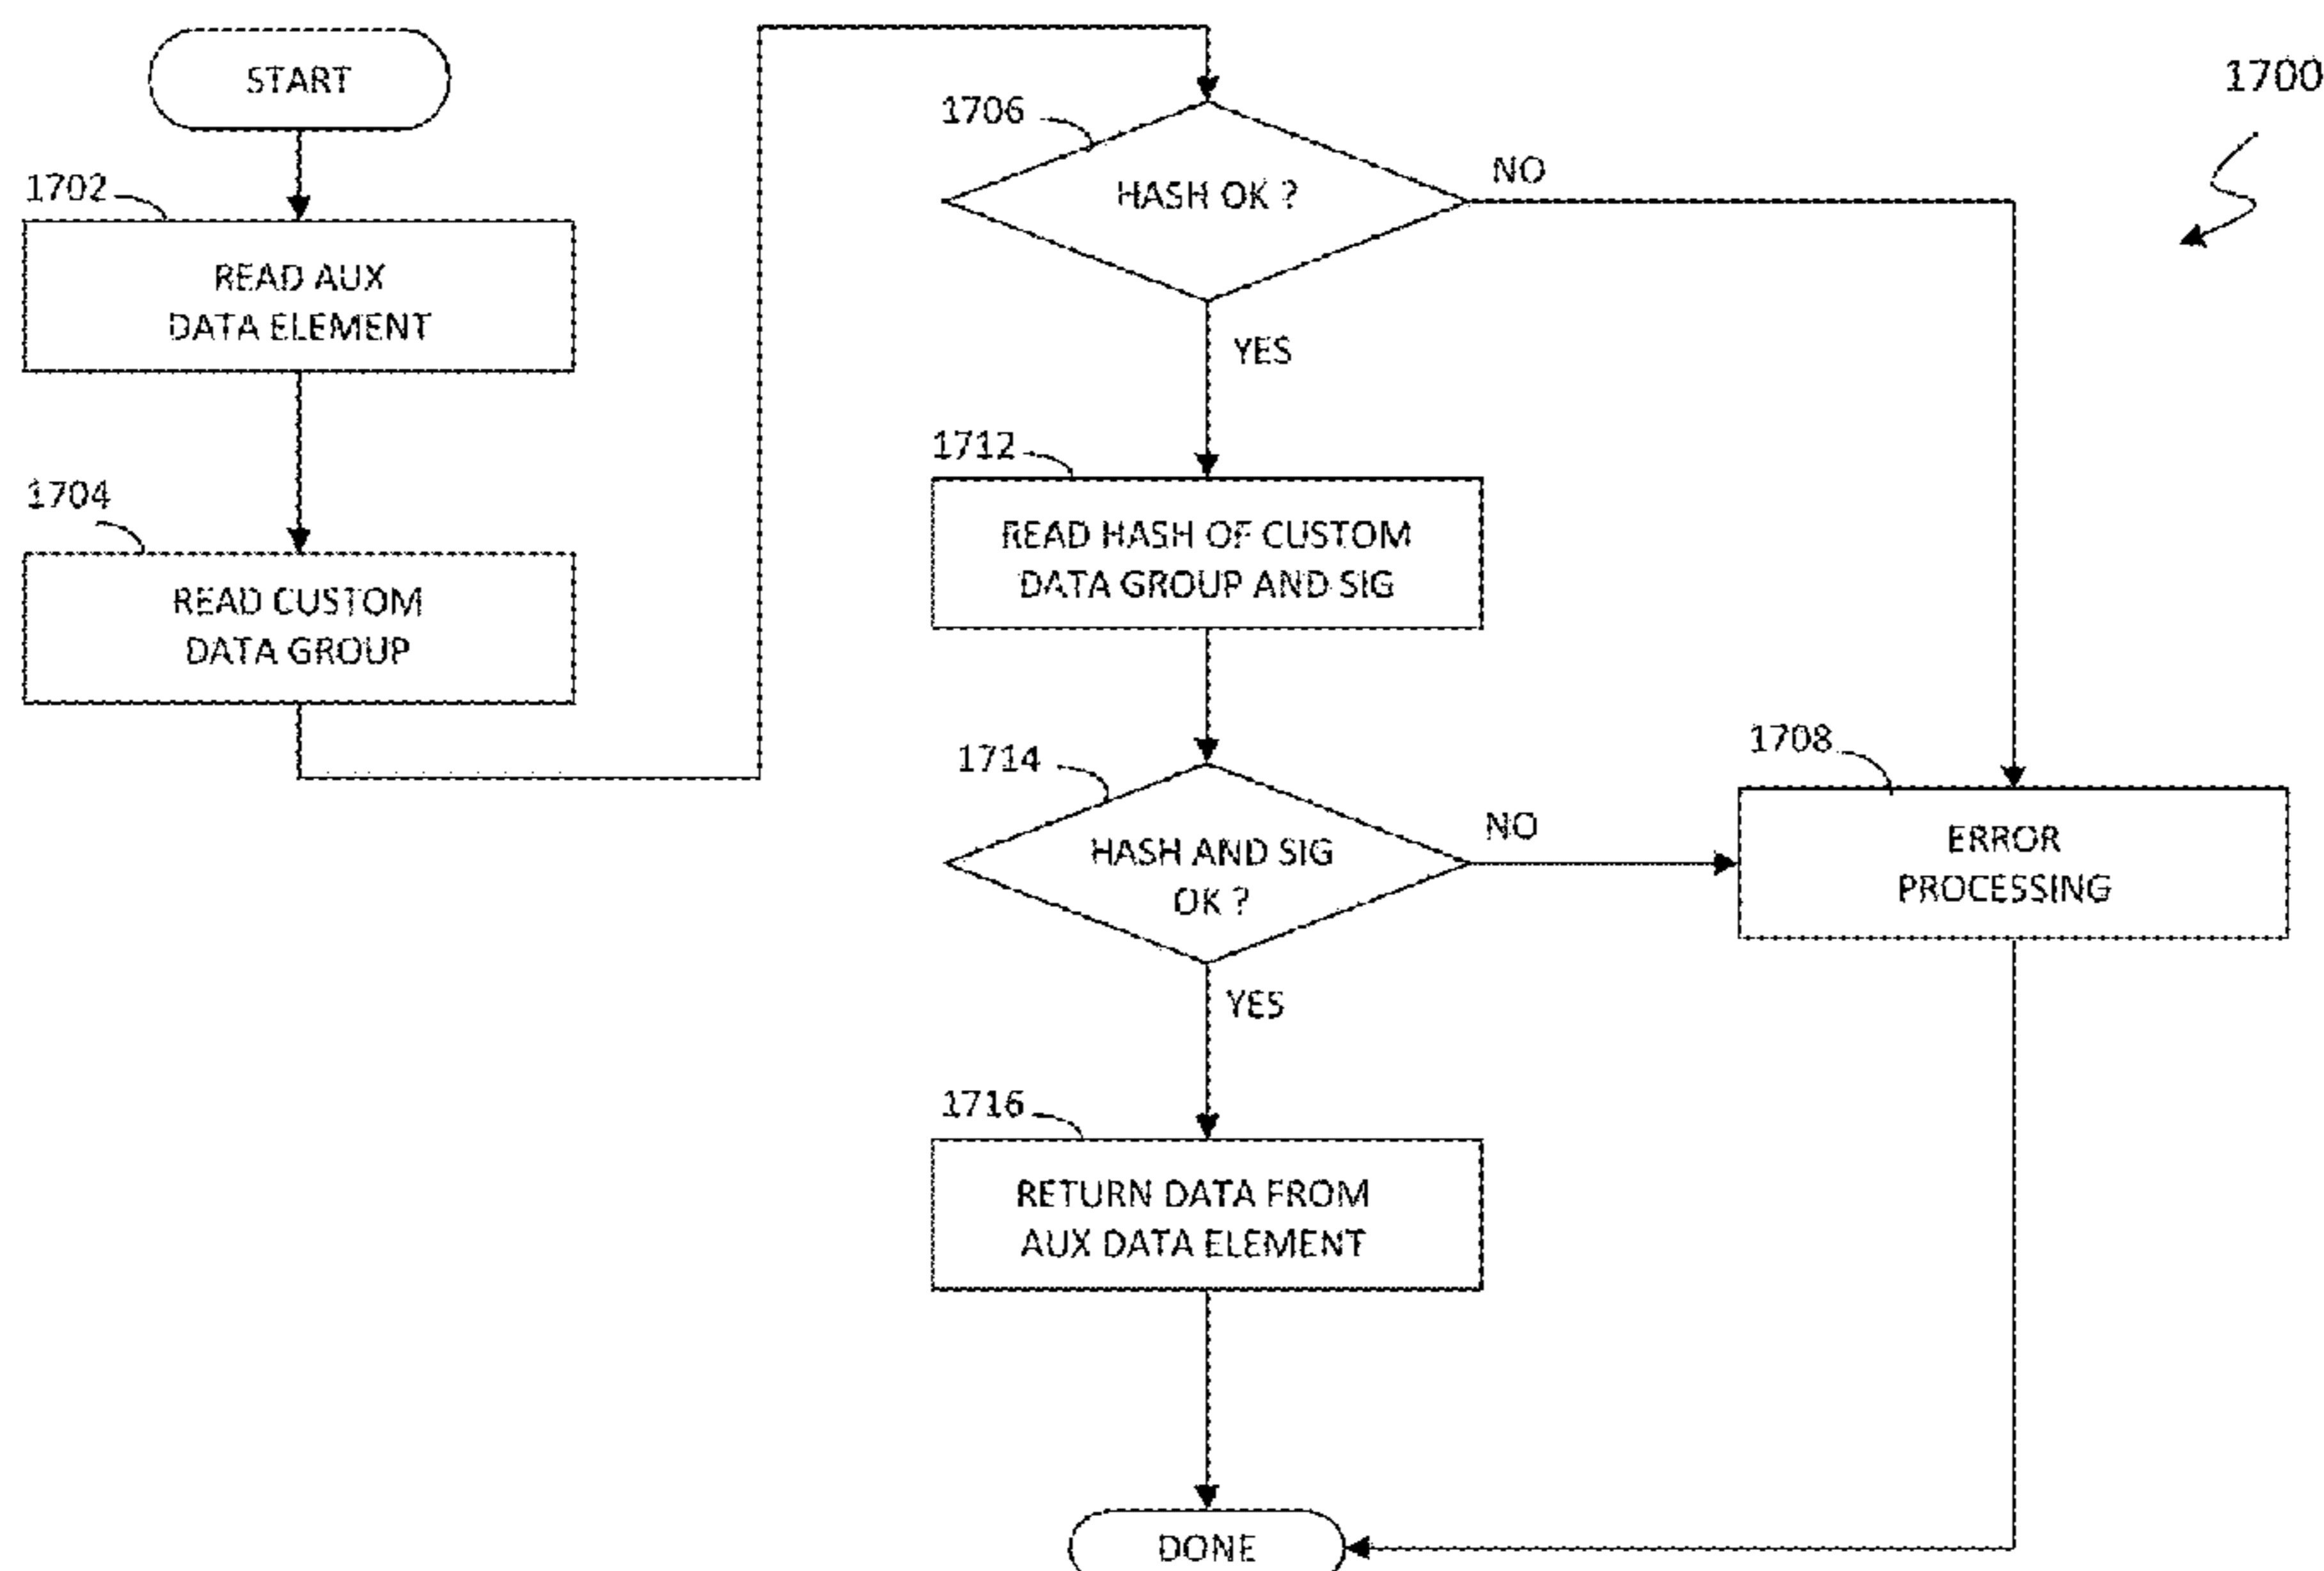 START
1702
READ AUX
DATA ELEMENT
1704
READ CUSTOM
DATA GROUP
1706
HASH OK ?
NO
YES
1700
1712
READ HASH OF CUSTOM
DATA GROUP AND SIG
1714
HASH AND SIG
OK ?
NO
YES
1708
ERROR
PROCESSING
1716
RETURN DATA FROM
AUX DATA ELEMENT
DONE